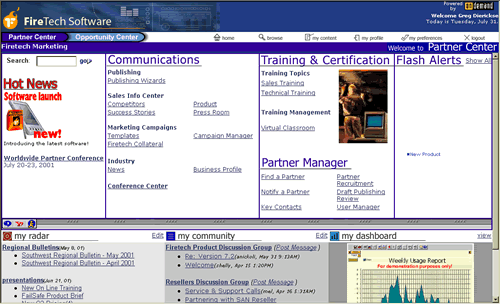 FireTech Software
Powered by
ondemand
Welcome Greg Dierickse
Today is Tuesday, July 31,
Partner Center
Opportunity Center
home
browse
my content
my profile
my preferences
logout
Firetech Marketing
Welcome to Partner Center
Search:
go
Hot News
Software launch
new!
Introducing the latest software!
Worldwide Partner Conference
July 20-23, 2001
Communications
Publishing
Publishing Wizards
Sales Info Center
Competitors
Product
Success Stories
Press Room
Marketing Campaigns
Templates
Campaign Manager
Firetech Collateral
Industry
News
Business Profile
Conference Center
Training & Certification
Training Topics
Sales Training
Technical Training
Training Management
Virtual Classroom
Partner Manager
Find a Partner
Partner Recruitment
Notify a Partner
Draft Publishing Review
Key Contacts
User Manager
Flash Alerts
Show All
New Product
my radar
Edit
Regional Bulletins(May 8, 01)
Southwest Regional Bulletin - May 2001
Southwest Regional Bulletin - April 2001
presentations(Jun 21, 01)
New On Line Training
FailSafe Product Brief
my community
Edit
Firetech Product Discussion Group (Post Message)
Re: Version 7.2(anickoli, May 31 9:13AM)
Welcome(shelly, Apr 15 1:20PM)
Resellers Discussion Group (Post Message)
Service & Support Calls(mal, Apr 16 1:31PM)
Partnering with SAN Reseller
my dashboard
view
Weekly Usage Report
For demonstration purposes only!